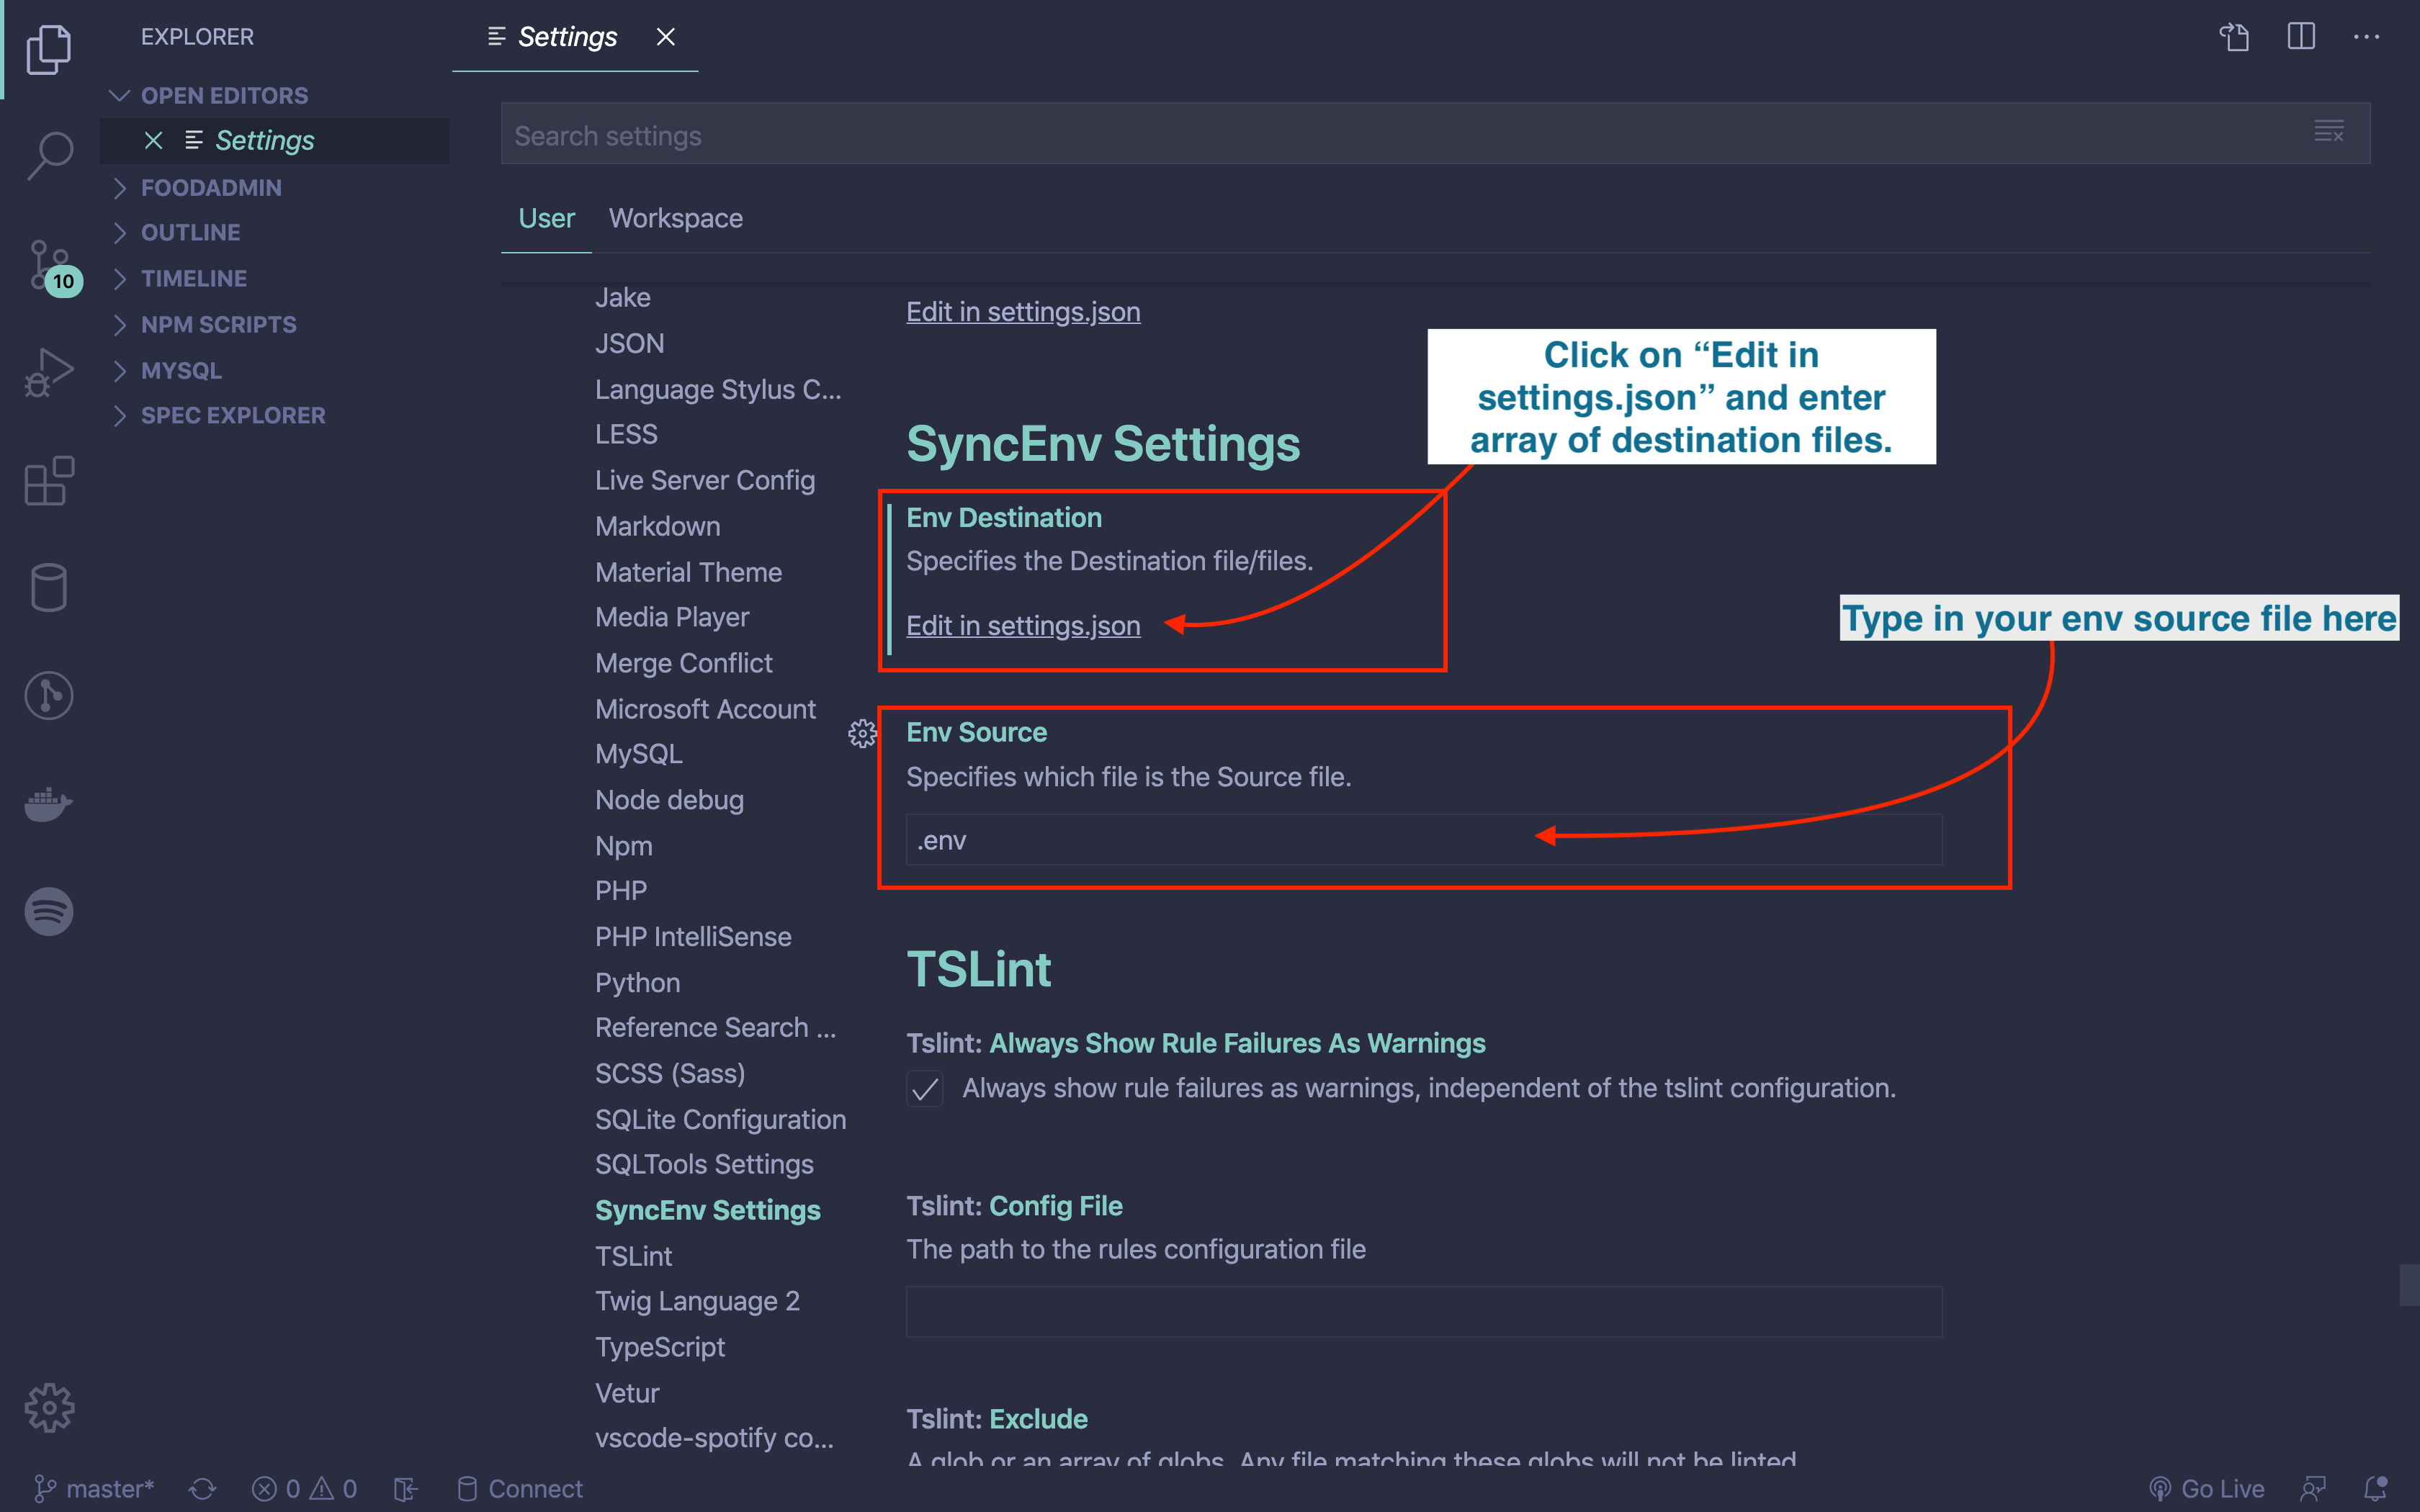 EXPLORER
Settings
OPEN EDITORS
Settings
FOODADMIN
OUTLINE
TIMELINE
NPM SCRIPTS
MYSQL
SPEC EXPLORER
10
Search settings
User
Workspace
Jake
JSON
Language Stylus C...
LESS
Live Server Config
Markdown
Material Theme
Media Player
Merge Conflict
Microsoft Account
MySQL
Node debug
Npm
PHP
PHP IntelliSense
Python
Reference Search ...
SCSS (Sass)
SQLite Configuration
SQLTools Settings
SyncEnv Settings
TSLint
Twig Language 2
TypeScript
Vetur
vscode-spotify co...
Edit in settings.json
SyncEnv Settings
Click on “Edit in
settings.json” and enter
array of destination files.
Env Destination
Specifies the Destination file/files.
Edit in settings.json
Type in your env source file here
Env Source
Specifies which file is the Source file.
.env
TSLint
Tslint: Always Show Rule Failures As Warnings
Always show rule failures as warnings, independent of the tslint configuration.
Tslint: Config File
The path to the rules configuration file
Tslint: Exclude
A glob or an array of globs. Any file matching these globs will not be linted
master*
0
0
Connect
Go Live